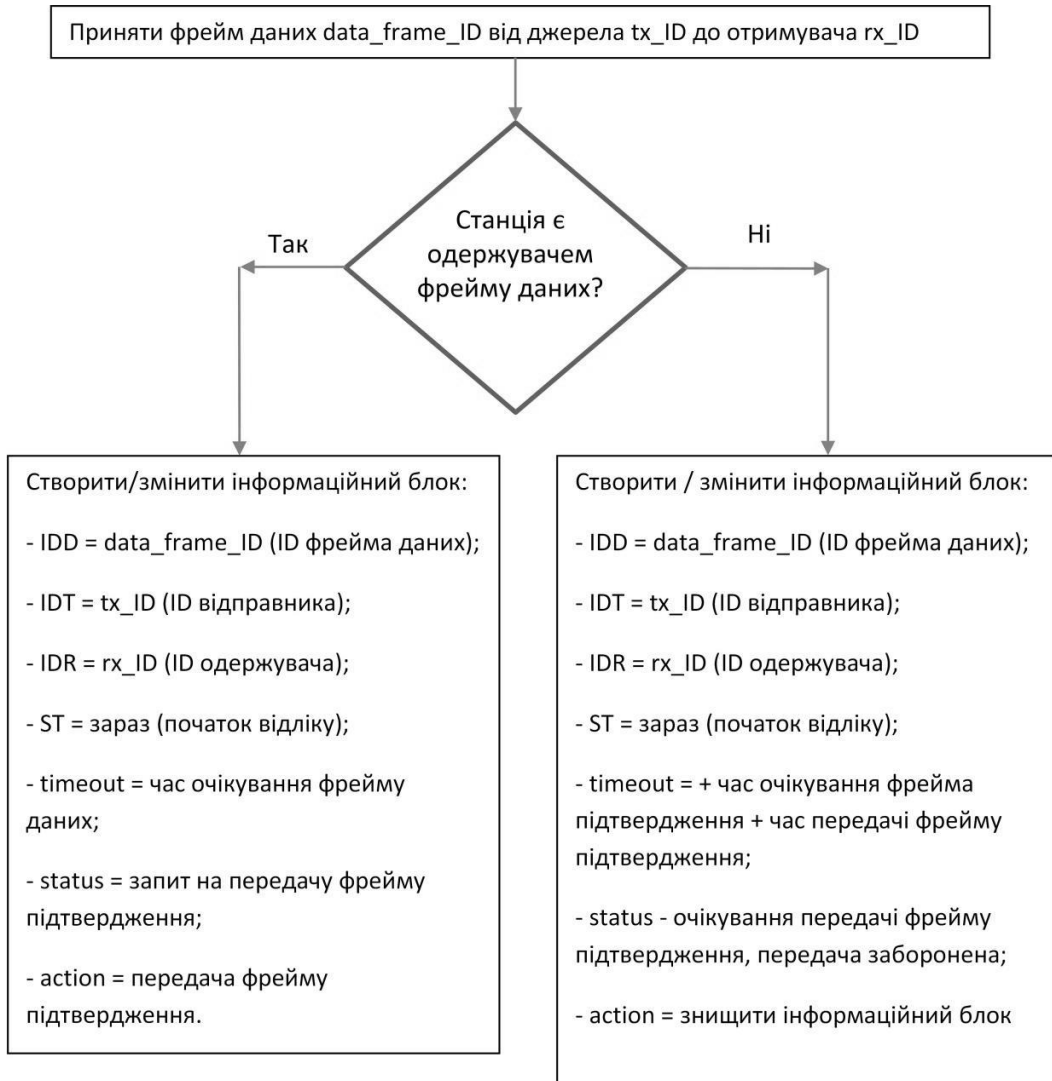 Приняти фрейм даних data_frame_ID від джерела tx_ID до отримувача rx_ID
Станція є
одержувачем
фрейму даних?
Так
Ні
Створити/змінити інформаційний блок:
- IDD = data_frame_ID (ID фрейма даних);
- IDT = tx_ID (ID відправника);
- IDR = rx_ID (ID одержувача);
- ST = зараз (початок відліку);
- timeout = час очікування фрейму
даних;
- status = запит на передачу фрейму
підтвердження;
- action = передача фрейму
підтвердження.
Створити / змінити інформаційний блок:
- IDD = data_frame_ID (ID фрейма даних);
- IDT = tx_ID (ID відправника);
- IDR = rx_ID (ID одержувача);
- ST = зараз (початок відліку);
- timeout = + час очікування фрейма
підтвердження + час передачі фрейму
підтвердження;
- status - очікування передачі фрейму
підтвердження, передача заборонена;
- action = знищити інформаційний блок